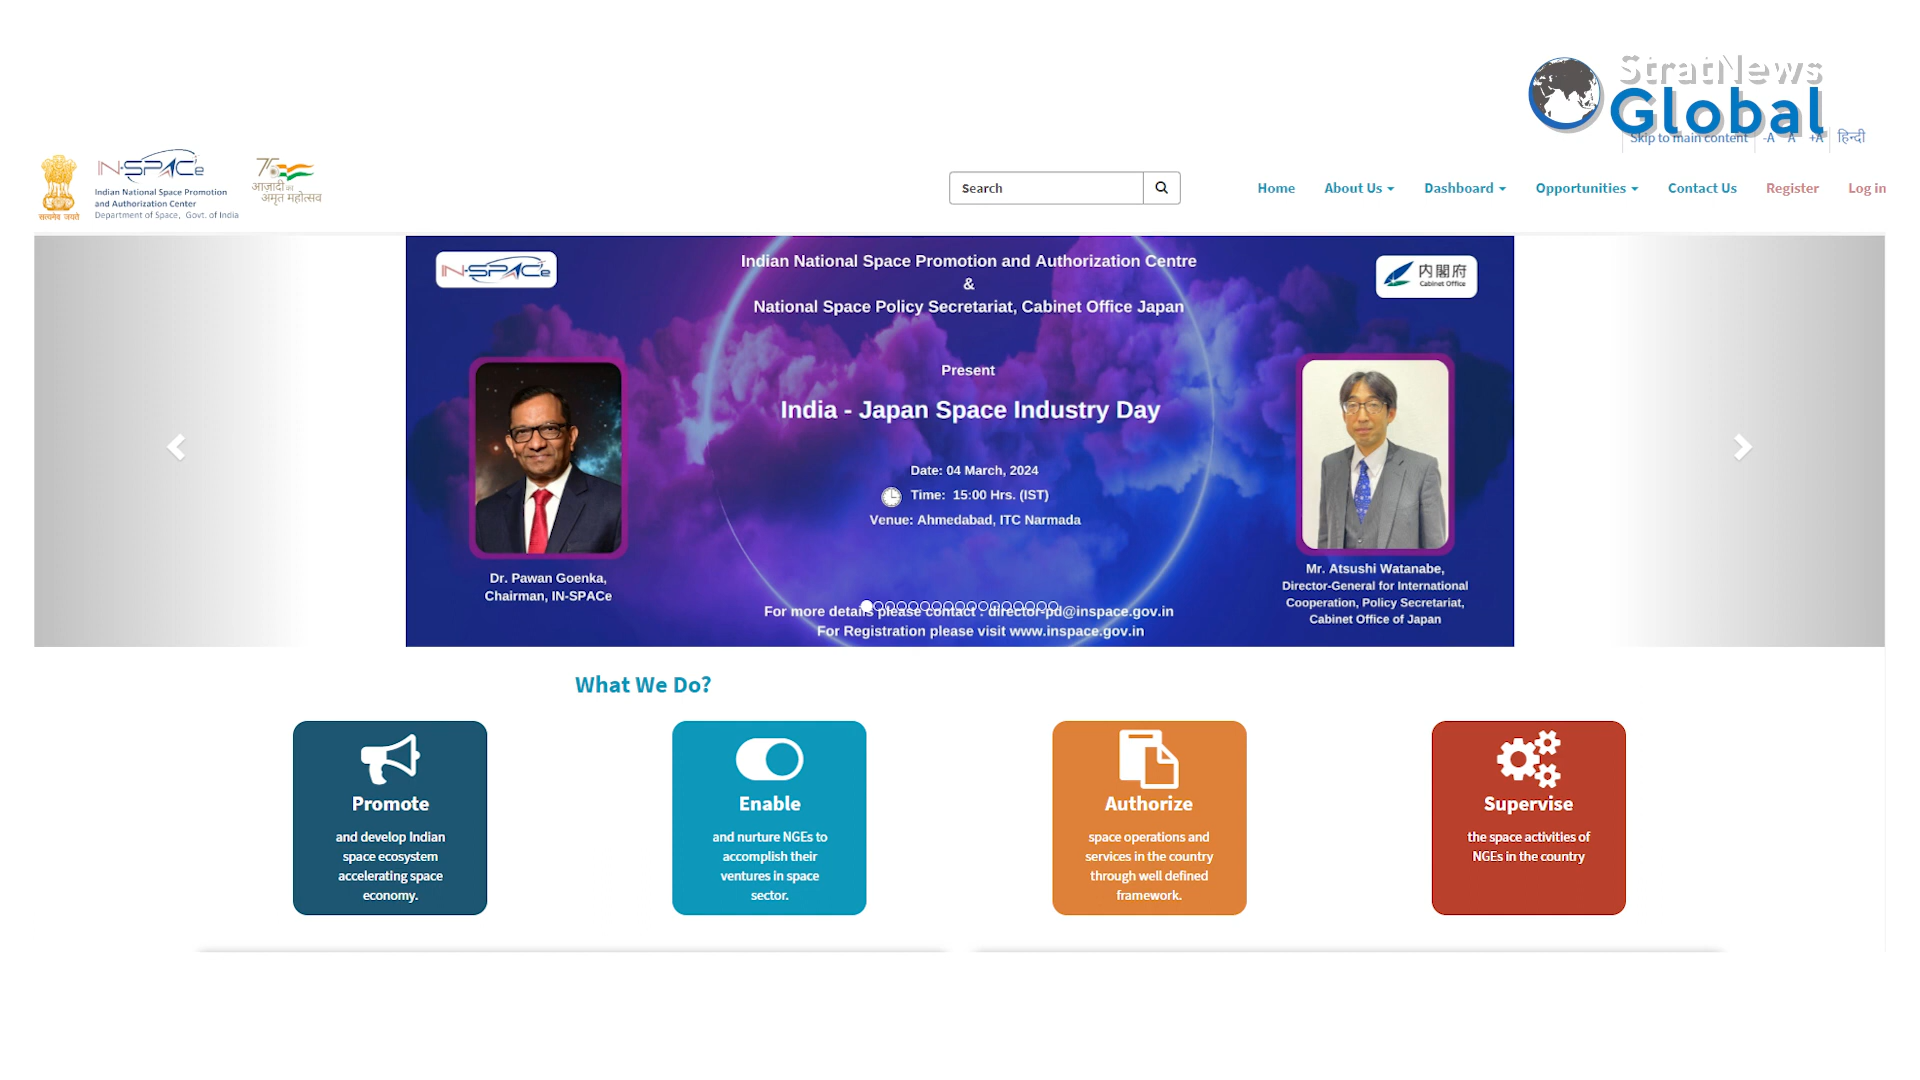 StratNews
Global
Skip to main content -A A +A हिन्दी
IN-SPACe
Indian National Space Promotion
and Authorization Center
Department of Space, Govt. of India
सत्यमेव जयते
75
आज़ादी का
अमृत महोत्सव
Search
Home About Us Dashboard Opportunities Contact Us Register Log in
IN-SPACe
Indian National Space Promotion and Authorization Centre
&
National Space Policy Secretariat, Cabinet Office Japan
内閣府
Cabinet Office
Present
India - Japan Space Industry Day
Date: 04 March, 2024
Time: 15:00 Hrs. (IST)
Venue: Ahmedabad, ITC Narmada
Dr. Pawan Goenka,
Chairman, IN-SPACe
Mr. Atsushi Watanabe,
Director-General for International
Cooperation, Policy Secretariat,
Cabinet Office of Japan
For more details please contact : director-pd@inspace.gov.in
For Registration please visit www.inspace.gov.in
What We Do?
Promote
and develop Indian
space ecosystem
accelerating space
economy.
Enable
and nurture NGEs to
accomplish their
ventures in space
sector.
Authorize
space operations and
services in the country
through well defined
framework.
Supervise
the space activities of
NGEs in the country